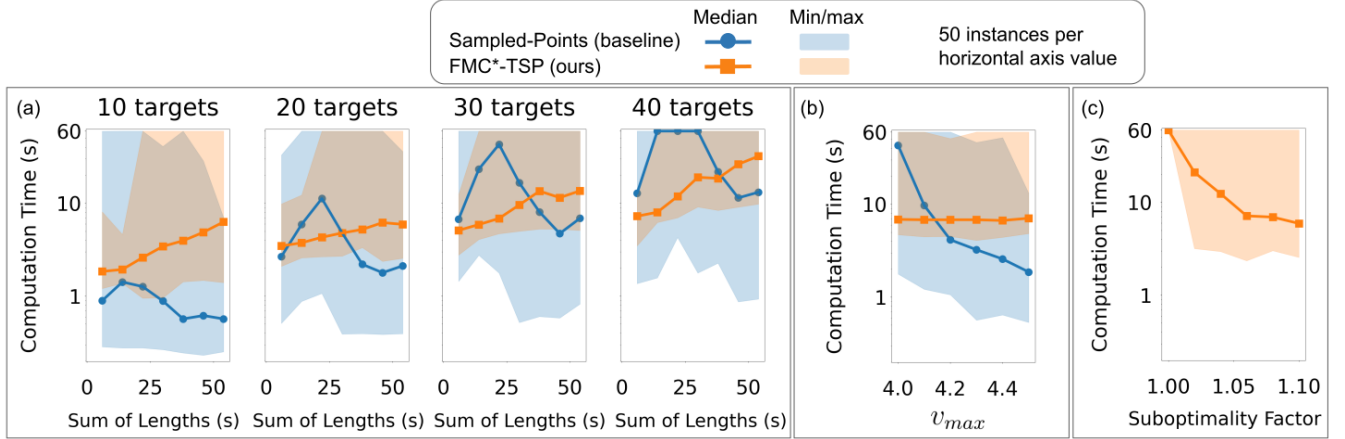 Median Min/max
Sampled-Points (baseline)
FMC*-TSP (ours)
50 instances per
horizontal axis value
(a)
10 targets
20 targets
30 targets
40 targets
Computation Time (s)
60
10
1
0 25 50
0 25 50
0 25 50
0 25 50
Sum of Lengths (s)
Sum of Lengths (s)
Sum of Lengths (s)
Sum of Lengths (s)
(b)
Computation Time (s)
60
10
1
4.0 4.2 4.4
v_max
(c)
Computation Time (s)
60
10
1
1.00 1.05 1.10
Suboptimality Factor